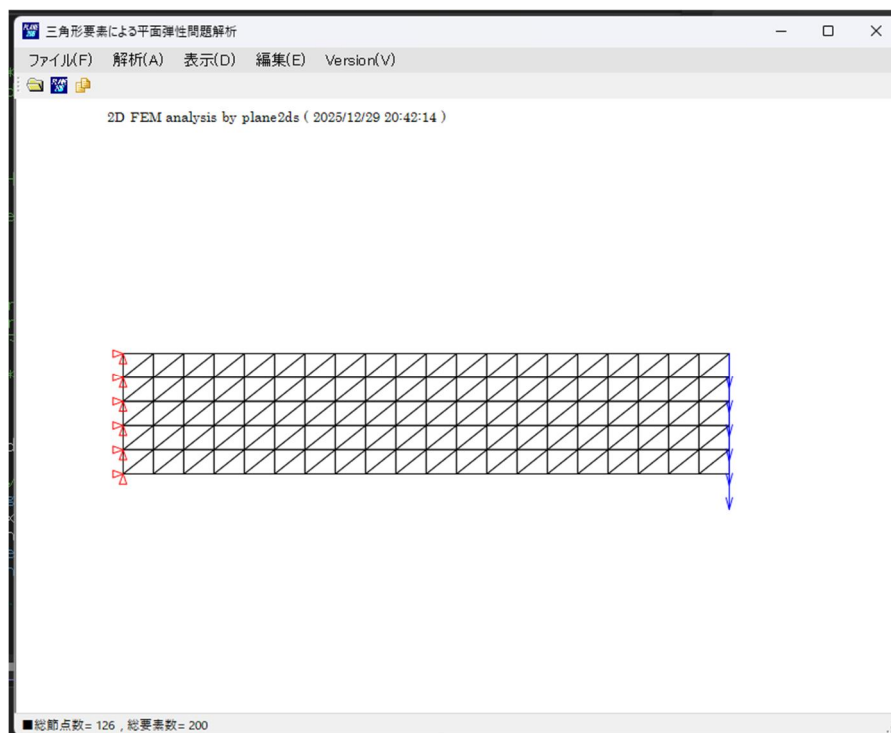 三角形要素による平面弾性問題解析
ファイル(F) 解析(A) 表示(D) 編集(E) Version(V)
2D FEM analysis by plane2ds ( 2025/12/29 20:42:14 )
■総節点数= 126 , 総要素数= 200